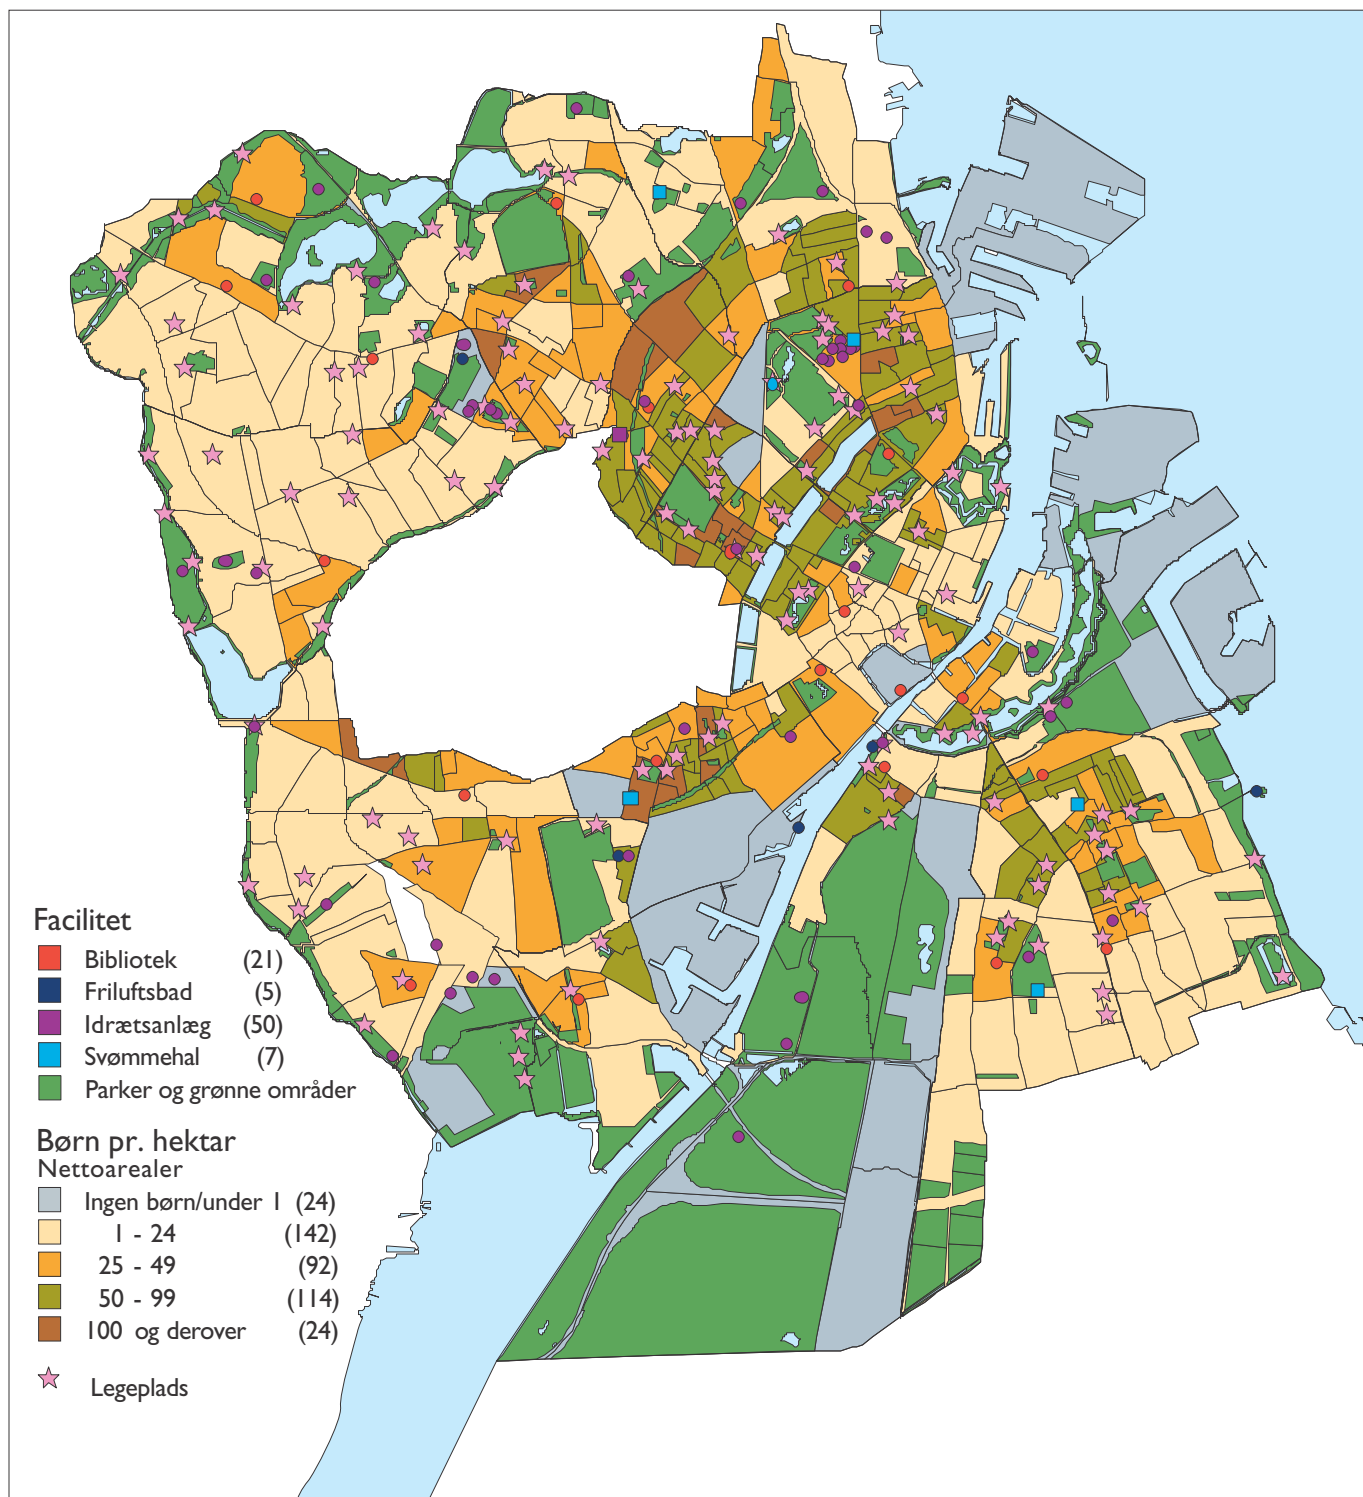 Facilitet
Bibliotek (21)
Friluftsbad (5)
Idrætsanlæg (50)
Svømmehal (7)
Parker og grønne områder
Børn pr. hektar
Nettoarealer
Ingen børn/under 1 (24)
1 - 24 (142)
25 - 49 (92)
50 - 99 (114)
100 og derover (24)
Legeplads